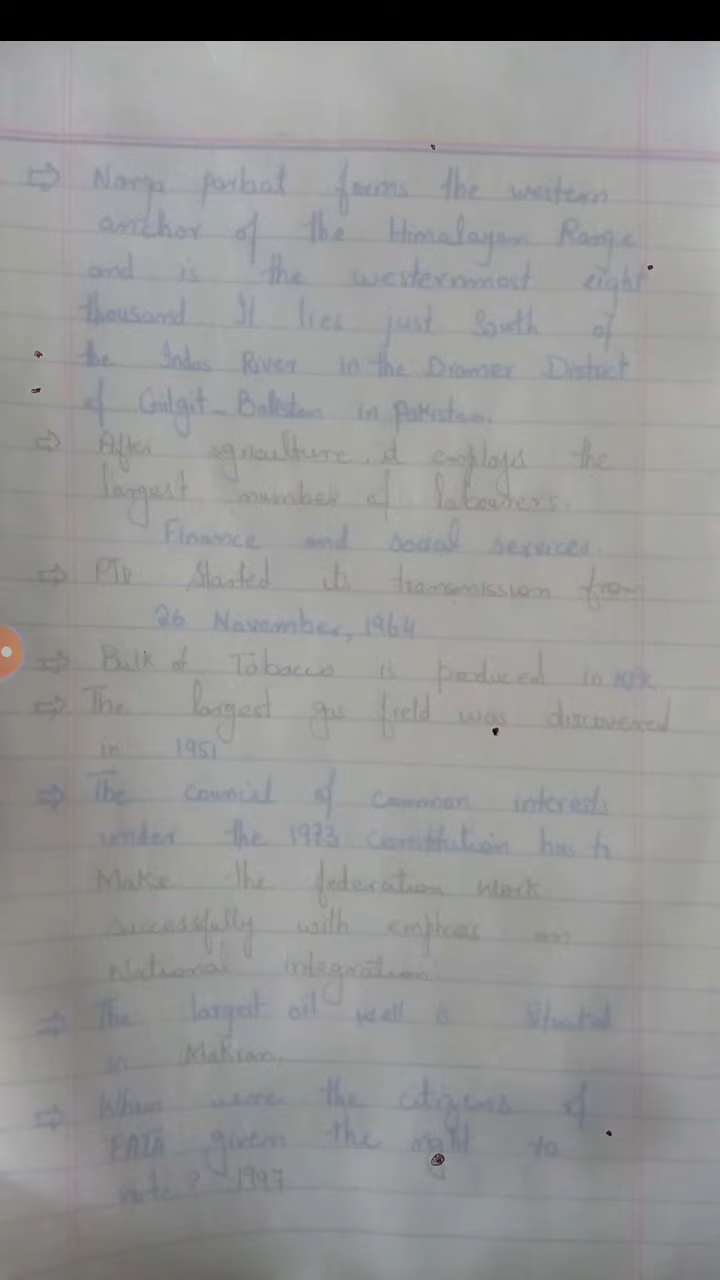 ⇒ Nanga parbat forms the western
anchor of the Himalayan Range
and is the westernmost eight
thousand It lies just South of
the Indus River in the Diamer District
of Gilgit-Baltistan in Pakistan.
⇒ After agriculture it employs the
largest number of labourers.
Finance and social services.
⇒ PTV started its transmission from
26 November, 1964
⇒ Bulk of Tobacco is produced in KPK
⇒ The largest gas field was discovered
in 1951
⇒ The council of common interests
under the 1973 Constitution has to
Make the federation work
successfully with emphasis on
National integration
⇒ The largest oil well is
in Makran.
⇒ When were the citizens of
FATA given the right to
vote? 1997